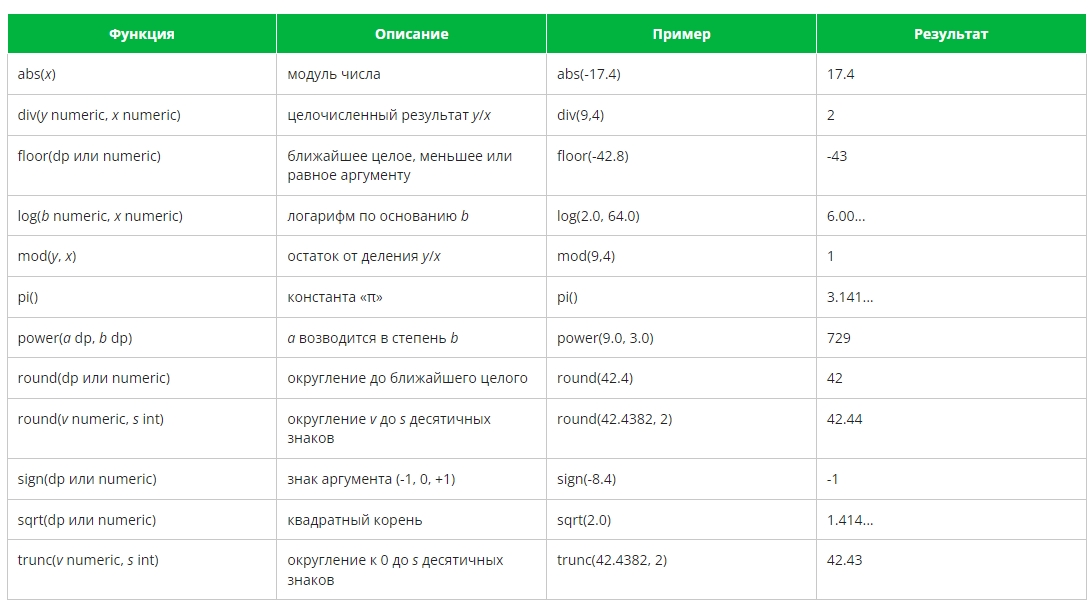 Функция Описание Пример Результат
abs(x) модуль числа abs(-17.4) 17.4
div(y numeric, x numeric) целочисленный результат y/x div(9,4) 2
floor(dp или numeric) ближайшее целое, меньшее или floor(-42.8) -43
равное аргументу
log(b numeric, x numeric) логарифм по основанию b log(2.0, 64.0) 6.00...
mod(y, x) остаток от деления y/x mod(9,4) 1
pi() константа «π» pi() 3.141...
power(a dp, b dp) a возводится в степень b power(9.0, 3.0) 729
round(dp или numeric) округление до ближайшего целого round(42.4) 42
round(v numeric, s int) округление v до s десятичных round(42.4382, 2) 42.44
знаков
sign(dp или numeric) знак аргумента (-1, 0, +1) sign(-8.4) -1
sqrt(dp или numeric) квадратный корень sqrt(2.0) 1.414...
trunc(v numeric, s int) округление к 0 до s десятичных trunc(42.4382, 2) 42.43
знаков